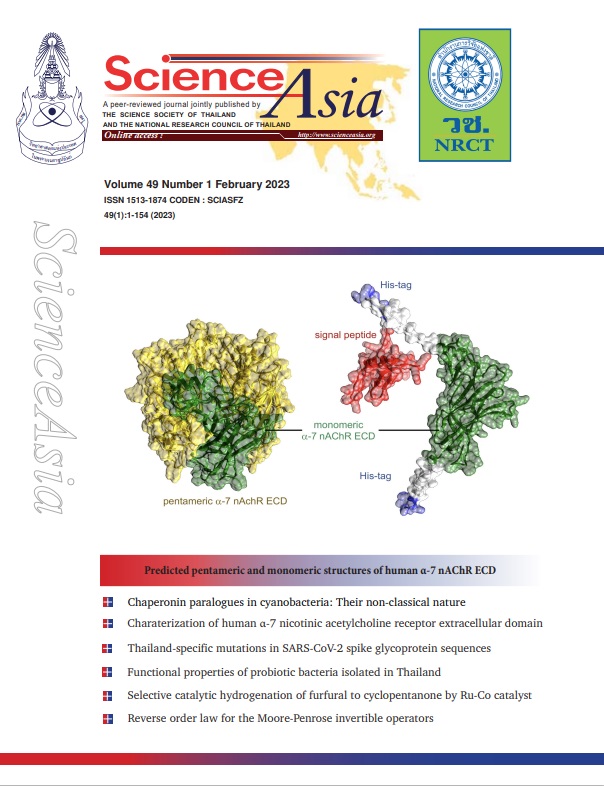 ScienceAsia
A peer-reviewed journal jointly published by
THE SCIENCE SOCIETY OF THAILAND
AND THE NATIONAL RESEARCH COUNCIL OF THAILAND
Online access :
http://www.scienceasia.org
วช.
NRCT
NATIONAL RESEARCH COUNCIL OF THAILAND
Volume 49 Number 1 February 2023
ISSN 1513-1874 CODEN : SCIASFZ
49(1):1-154 (2023)
ScienceAsia
His-tag
signal peptide
monomeric
α-7 nAChR ECD
His-tag
pentameric α-7 nAChR ECD
Predicted pentameric and monomeric structures of human α-7 nAChR ECD
Chaperonin paralogues in cyanobacteria: Their non-classical nature
Charaterization of human α-7 nicotinic acetylcholine receptor extracellular domain
Thailand-specific mutations in SARS-CoV-2 spike glycoprotein sequences
Functional properties of probiotic bacteria isolated in Thailand
Selective catalytic hydrogenation of furfural to cyclopentanone by Ru-Co catalyst
Reverse order law for the Moore-Penrose invertible operators